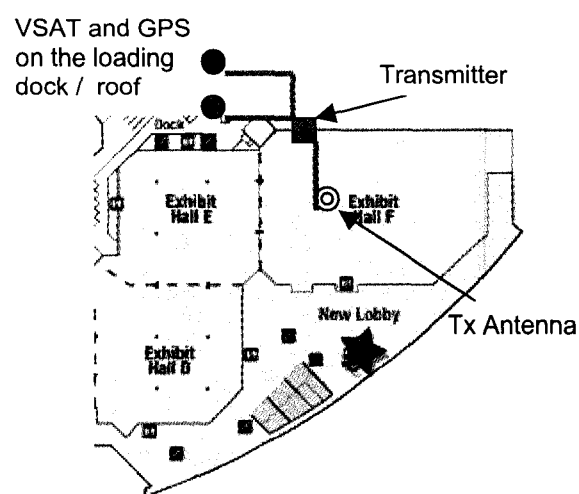 VSAT and GPS
on the loading
dock / roof
Transmitter
Dock
Exhibit
Hall E
Exhibit
Hall F
New Lobby
Tx Antenna
Exhibit
Hall D